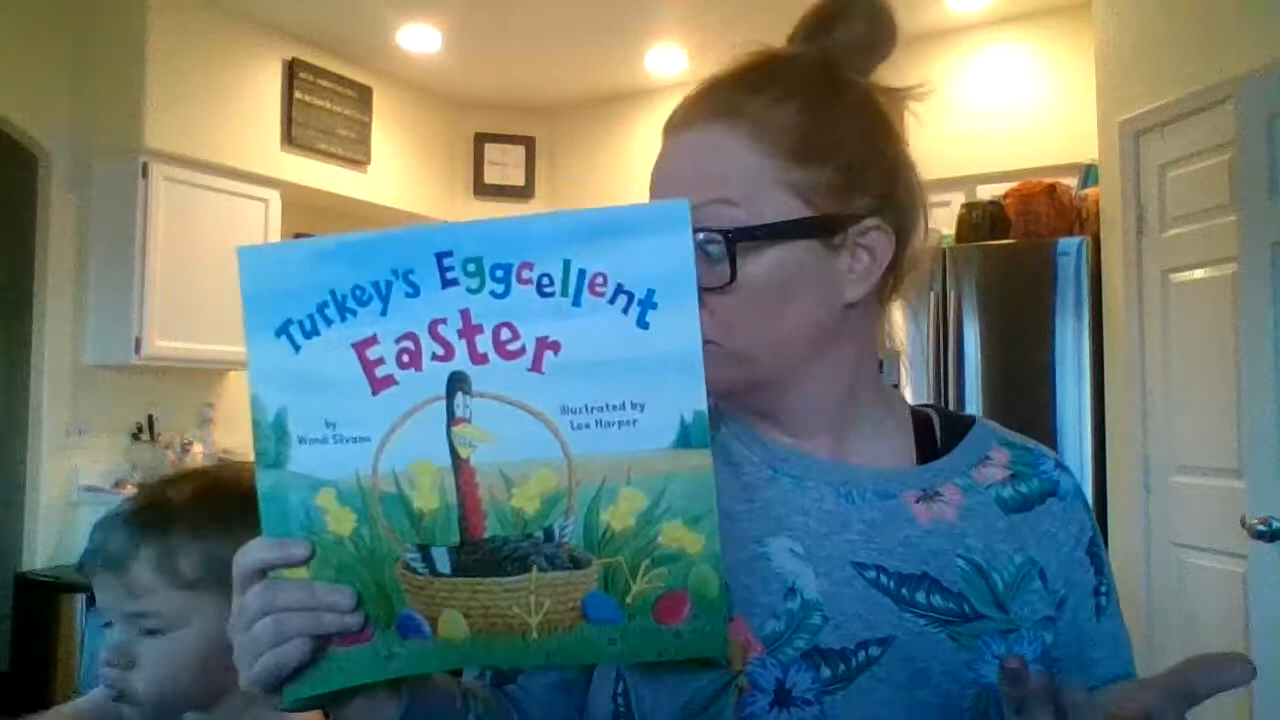 Turkey's Eggcellent
Easter
by
Wendi Silvano
illustrated by
Lee Harper